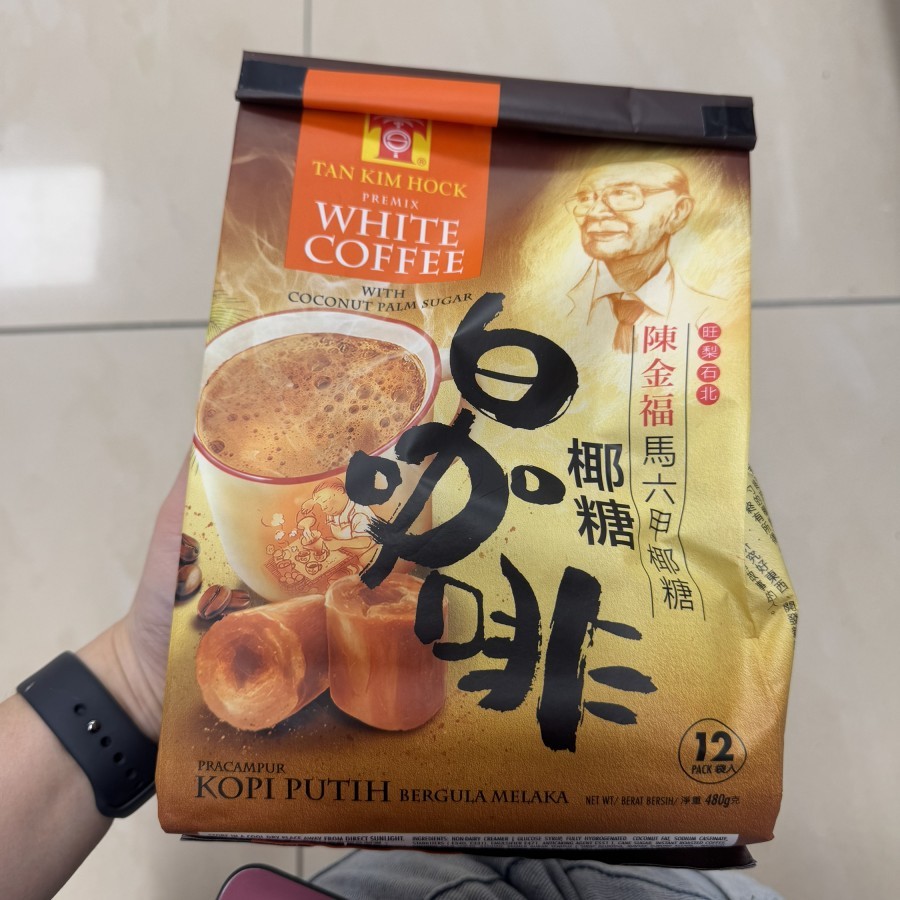 TAN KIM HOCK
PREMIX
WHITE
COFFEE
WITH
COCONUT PALM SUGAR
白咖啡
椰糖
陳金福馬六甲椰糖
旺梨石北
PRACAMPUR
KOPI PUTIH BERGULA MELAKA
12
PACK 袋入
NET WT/ BERAT BERSIH/ 淨重 480g克